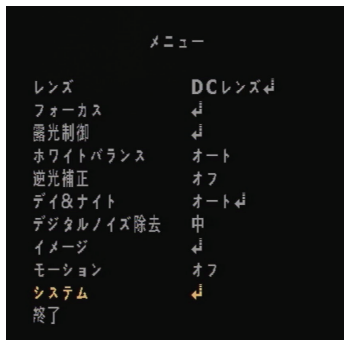 メニュー
レンズ DCレンズ↲
フォーカス ↲
露光制御 ↲
ホワイトバランス オート
逆光補正 オフ
デイ&ナイト オート↲
デジタルノイズ除去 中
イメージ ↲
モーション オフ
システム ↲
終了